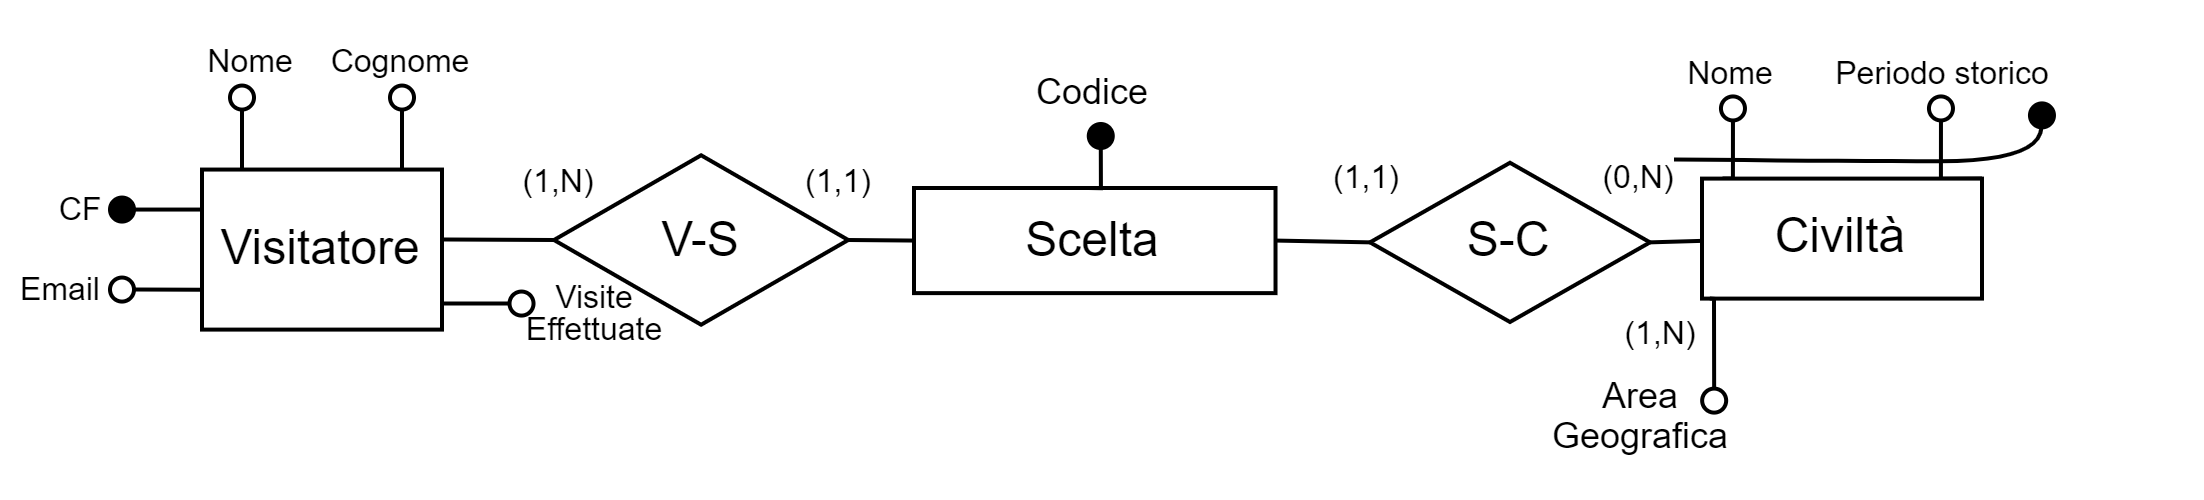 Nome
Cognome
CF
Email
Visitatore
Visite
Effettuate
(1,N)
V-S
(1,1)
Codice
Scelta
(1,1)
S-C
(0,N)
Nome
Periodo storico
Civiltà
(1,N)
Area
Geografica